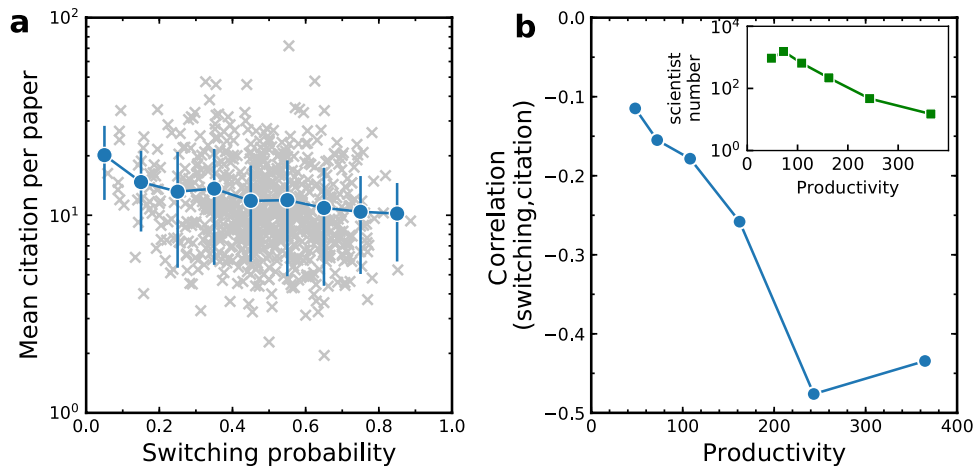 a
Mean citation per paper
10²
10¹
10⁰
0.0 0.2 0.4 0.6 0.8 1.0
Switching probability
b
Correlation
(switching,citation)
0.0
−0.1
−0.2
−0.3
−0.4
−0.5
0 100 200 300 400
Productivity
scientist
number
10⁴
10²
10⁰
0 100 200 300
Productivity